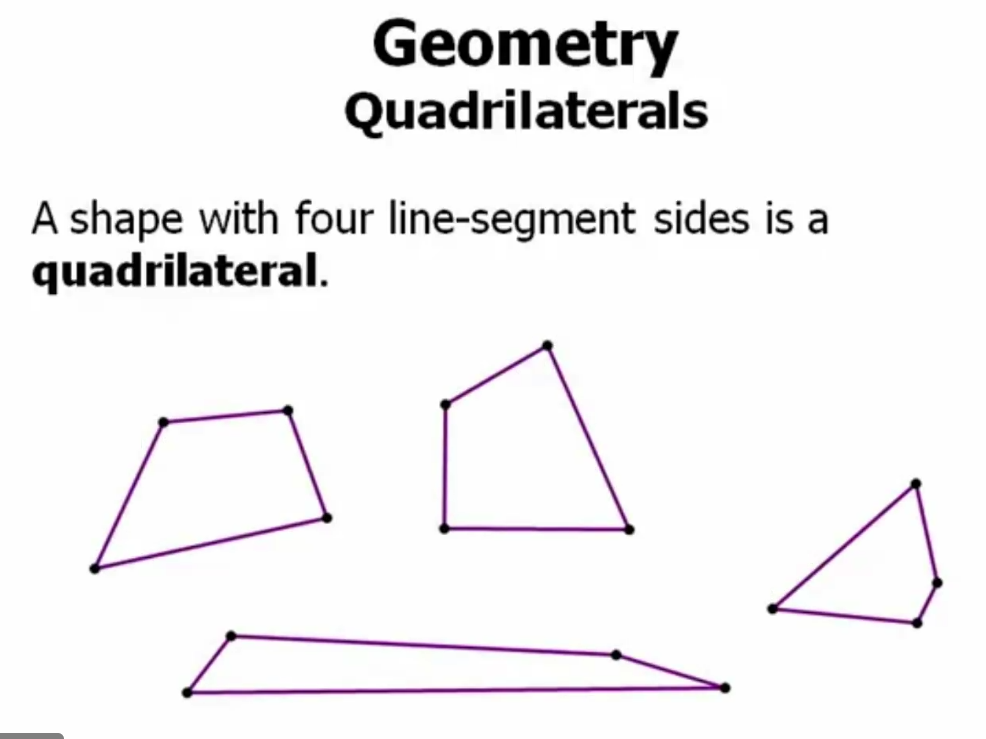 Geometry
Quadrilaterals
A shape with four line-segment sides is a
quadrilateral.